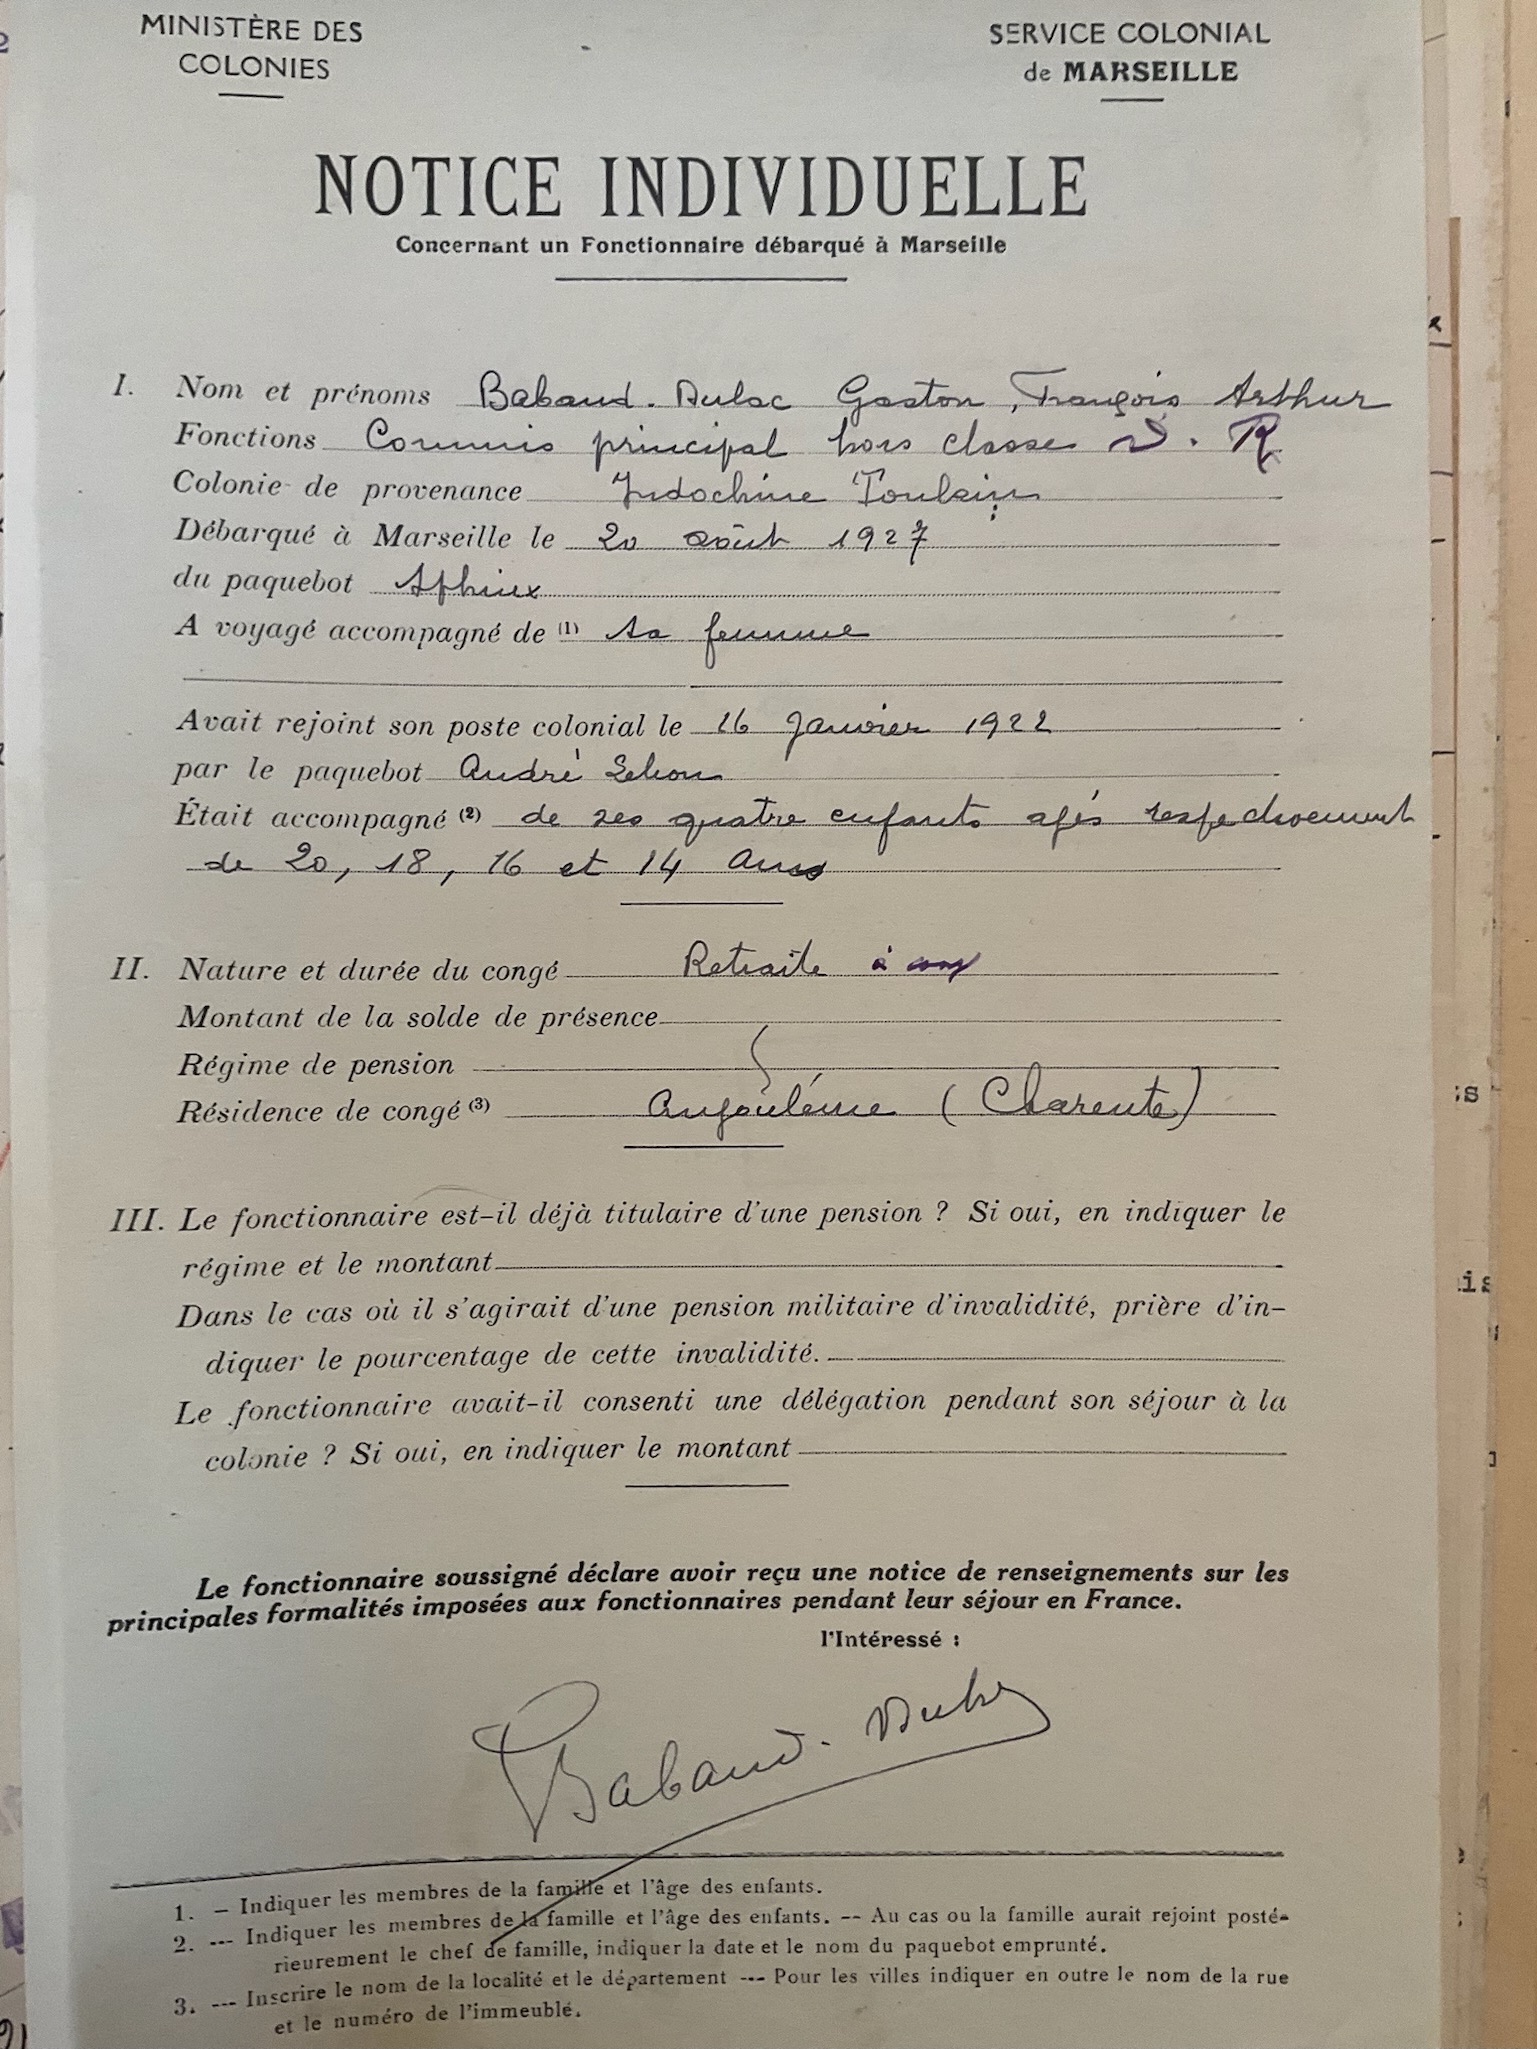 MINISTÈRE DES
COLONIES
SERVICE COLONIAL
de MARSEILLE
NOTICE INDIVIDUELLE
Concernant un Fonctionnaire débarqué à Marseille
I. Nom et prénoms Babaud-Dulac Gaston, François Arthur
Fonctions Commis principal hors classe D. R
Colonie de provenance Indochine Tonkin
Débarqué à Marseille le 20 août 1927
du paquebot Sphinx
A voyagé accompagné de (1) sa femme
Avait rejoint son poste colonial le 16 Janvier 1922
par le paquebot André Lebon
Était accompagné (2) de ses quatre enfants agés respectivement
de 20, 18, 16 et 14 ans
II. Nature et durée du congé Retraite à
Montant de la solde de présence
Régime de pension
Résidence de congé (3) Angoulême (Charente)
III. Le fonctionnaire est-il déjà titulaire d'une pension ? Si oui, en indiquer le
régime et le montant
Dans le cas où il s'agirait d'une pension militaire d'invalidité, prière d'in-
diquer le pourcentage de cette invalidité.
Le fonctionnaire avait-il consenti une délégation pendant son séjour à la
colonie ? Si oui, en indiquer le montant
Le fonctionnaire soussigné déclare avoir reçu une notice de renseignements sur les
principales formalités imposées aux fonctionnaires pendant leur séjour en France.
l'Intéressé :
Babaud-Dulac
1. — Indiquer les membres de la famille et l'âge des enfants.
2. --- Indiquer les membres de la famille et l'âge des enfants. -- Au cas ou la famille aurait rejoint posté-
rieurement le chef de famille, indiquer la date et le nom du paquebot emprunté.
3. --- Inscrire le nom de la localité et le département --- Pour les villes indiquer en outre le nom de la rue
et le numéro de l'immeublé.